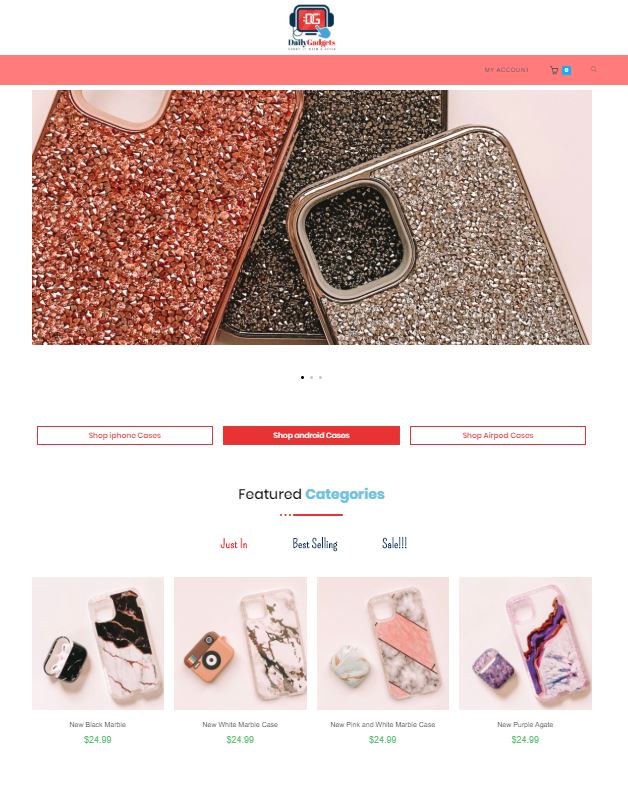 DG
DailyGadgets
MY ACCOUNT
0
Shop iphone Cases
Shop android Cases
Shop Airpod Cases
Featured Categories
Just In
Best Selling
Sale!!!
New Black Marble
New White Marble Case
New Pink and White Marble Case
New Purple Agate
$24.99
$24.99
$24.99
$24.99